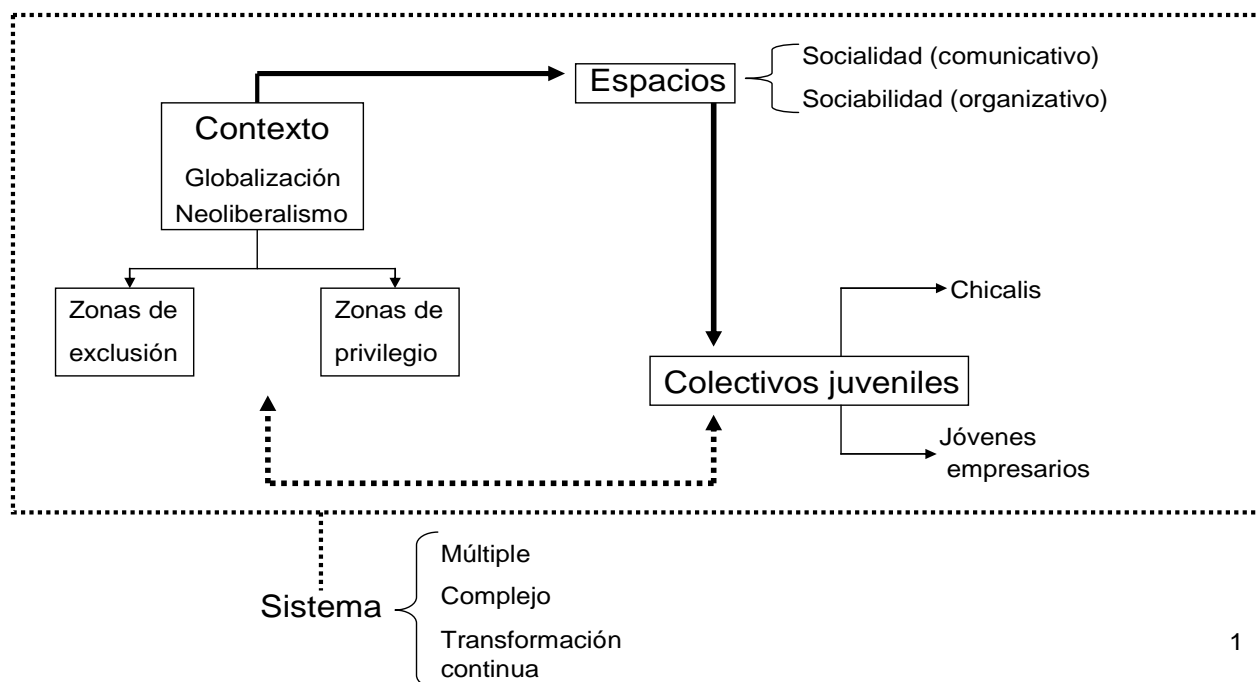 Socialidad (comunicativo)
Espacios
Sociabilidad (organizativo)
Contexto
Globalización
Neoliberalismo
Zonas de
exclusión
Zonas de
privilegio
Chicalis
Colectivos juveniles
Jóvenes
empresarios
Sistema
Múltiple
Complejo
Transformación
continua
1